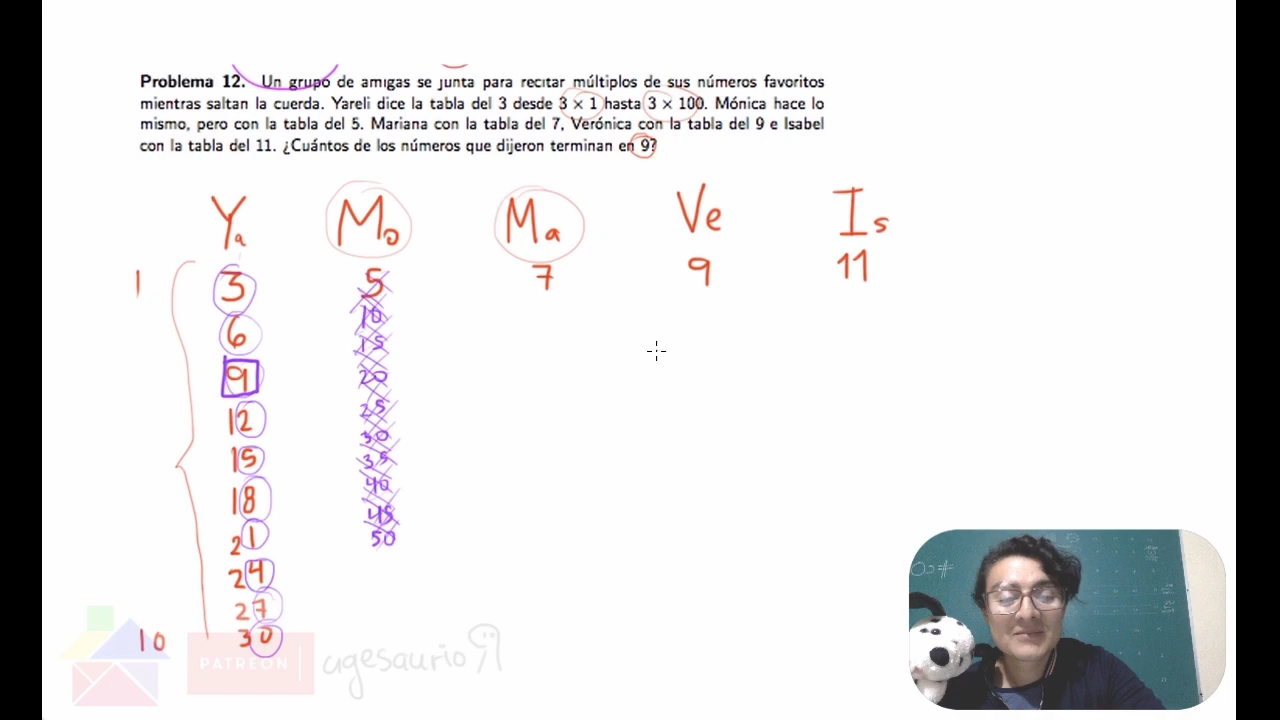 Problema 12. Un grupo de amigas se junta para recitar múltiplos de sus números favoritos
mientras saltan la cuerda. Yareli dice la tabla del 3 desde 3 × 1 hasta 3 × 100. Mónica hace lo
mismo, pero con la tabla del 5. Mariana con la tabla del 7, Verónica con la tabla del 9 e Isabel
con la tabla del 11. ¿Cuántos de los números que dijeron terminan en 9?
Ya Mo Ma Ve Is
1 3 5 7 9 11
6 10
9 15
12 20
15 25
18 30
21 35
24 40
27 45
10 30 50
PATREON agesaurio